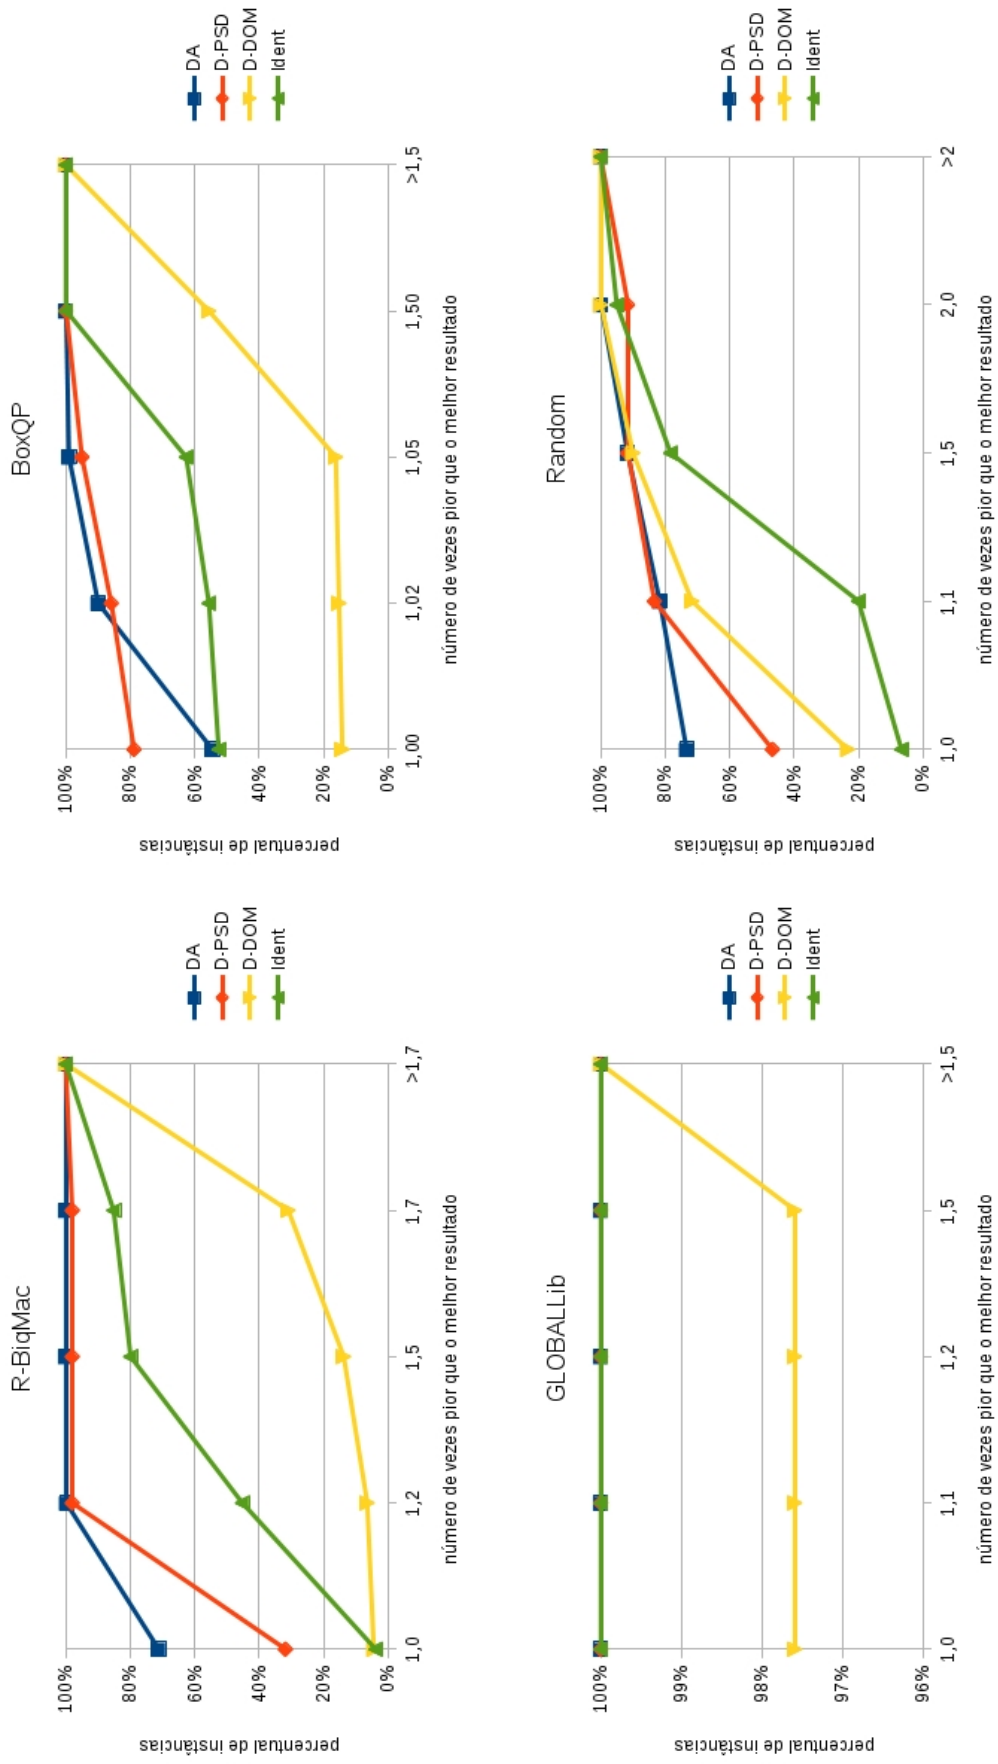 R-BiqMac
percentual de instâncias
100%
80%
60%
40%
20%
0%
1,0
1,2
1,5
1,7
>1,7
número de vezes pior que o melhor resultado
DA
D-PSD
D-DOM
Ident
BoxQP
percentual de instâncias
100%
80%
60%
40%
20%
0%
1,00
1,02
1,05
1,50
>1,5
número de vezes pior que o melhor resultado
DA
D-PSD
D-DOM
Ident
GLOBALLib
percentual de instâncias
100%
99%
98%
97%
96%
1,0
1,1
1,2
1,5
>1,5
número de vezes pior que o melhor resultado
DA
D-PSD
D-DOM
Ident
Random
percentual de instâncias
100%
80%
60%
40%
20%
0%
1,0
1,1
1,5
2,0
>2
número de vezes pior que o melhor resultado
DA
D-PSD
D-DOM
Ident